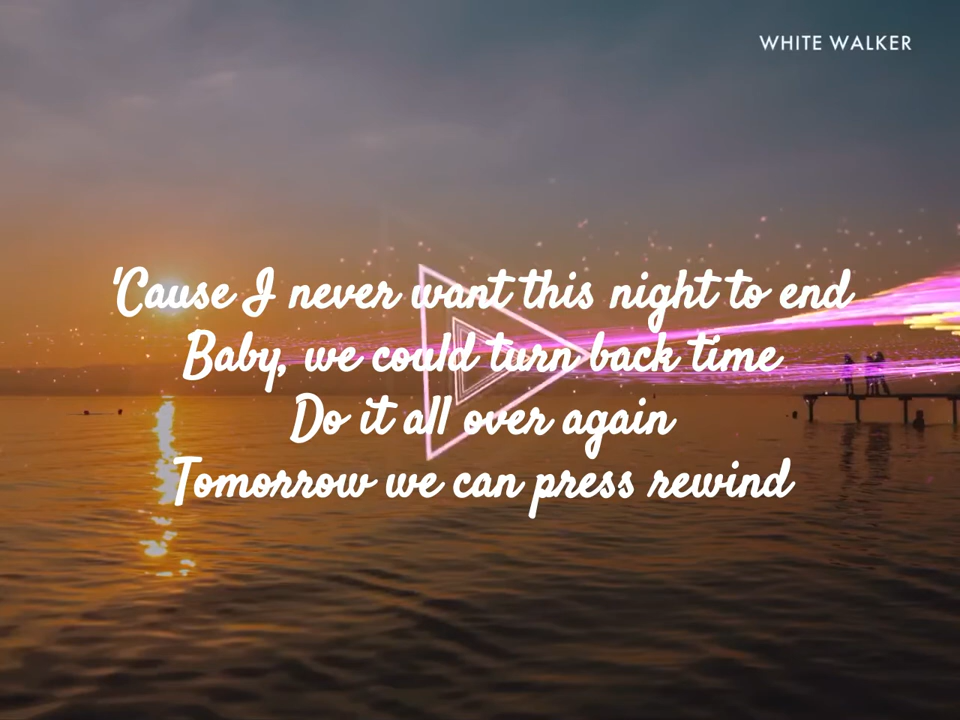 WHITE WALKER
'Cause I never want this night to end
Baby, we could turn back time
Do it all over again
Tomorrow we can press rewind